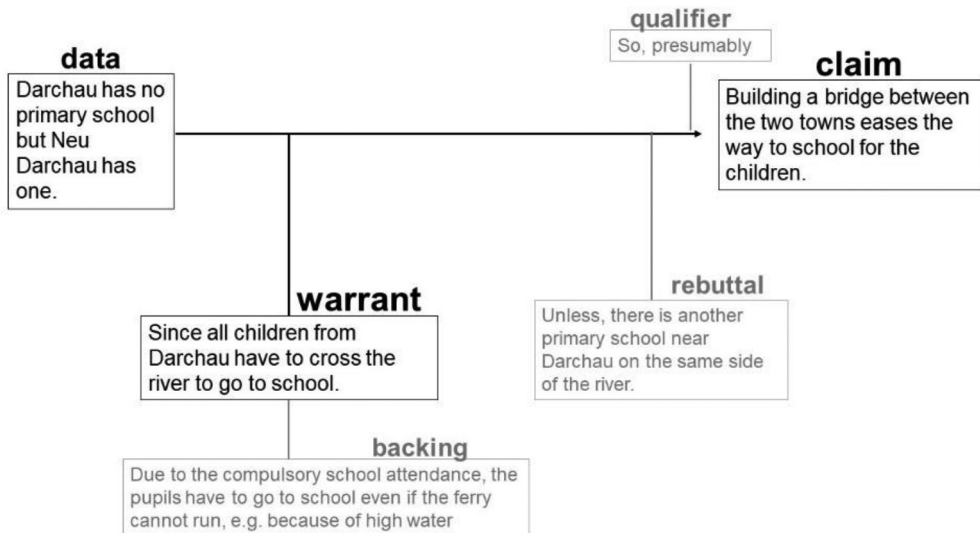 qualifier
So, presumably
data
Darchau has no
primary school
but Neu
Darchau has
one.
claim
Building a bridge between
the two towns eases the
way to school for the
children.
warrant
Since all children from
Darchau have to cross the
river to go to school.
rebuttal
Unless, there is another
primary school near
Darchau on the same side
of the river.
backing
Due to the compulsory school attendance, the
pupils have to go to school even if the ferry
cannot run, e.g. because of high water